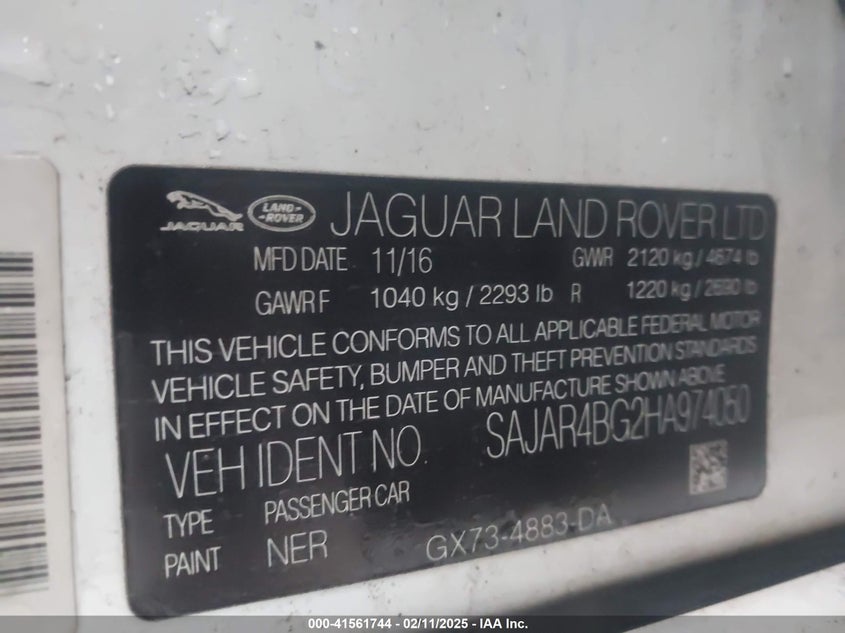 JAGUAR LAND-ROVER JAGUAR LAND ROVER LTD
MFD DATE 11/16 GVWR 2120 kg / 4674 lb
GAWR F 1040 kg / 2293 lb R 1220 kg / 2690 lb
THIS VEHICLE CONFORMS TO ALL APPLICABLE FEDERAL MOTOR
VEHICLE SAFETY, BUMPER AND THEFT PREVENTION STANDARDS
IN EFFECT ON THE DATE OF MANUFACTURE SHOWN ABOVE
VEH IDENT NO. SAJAR4BG2HA974050
TYPE PASSENGER CAR
PAINT NER GX73-4883-DA
000-41561744 / 02/11/2025 - IAA Inc.